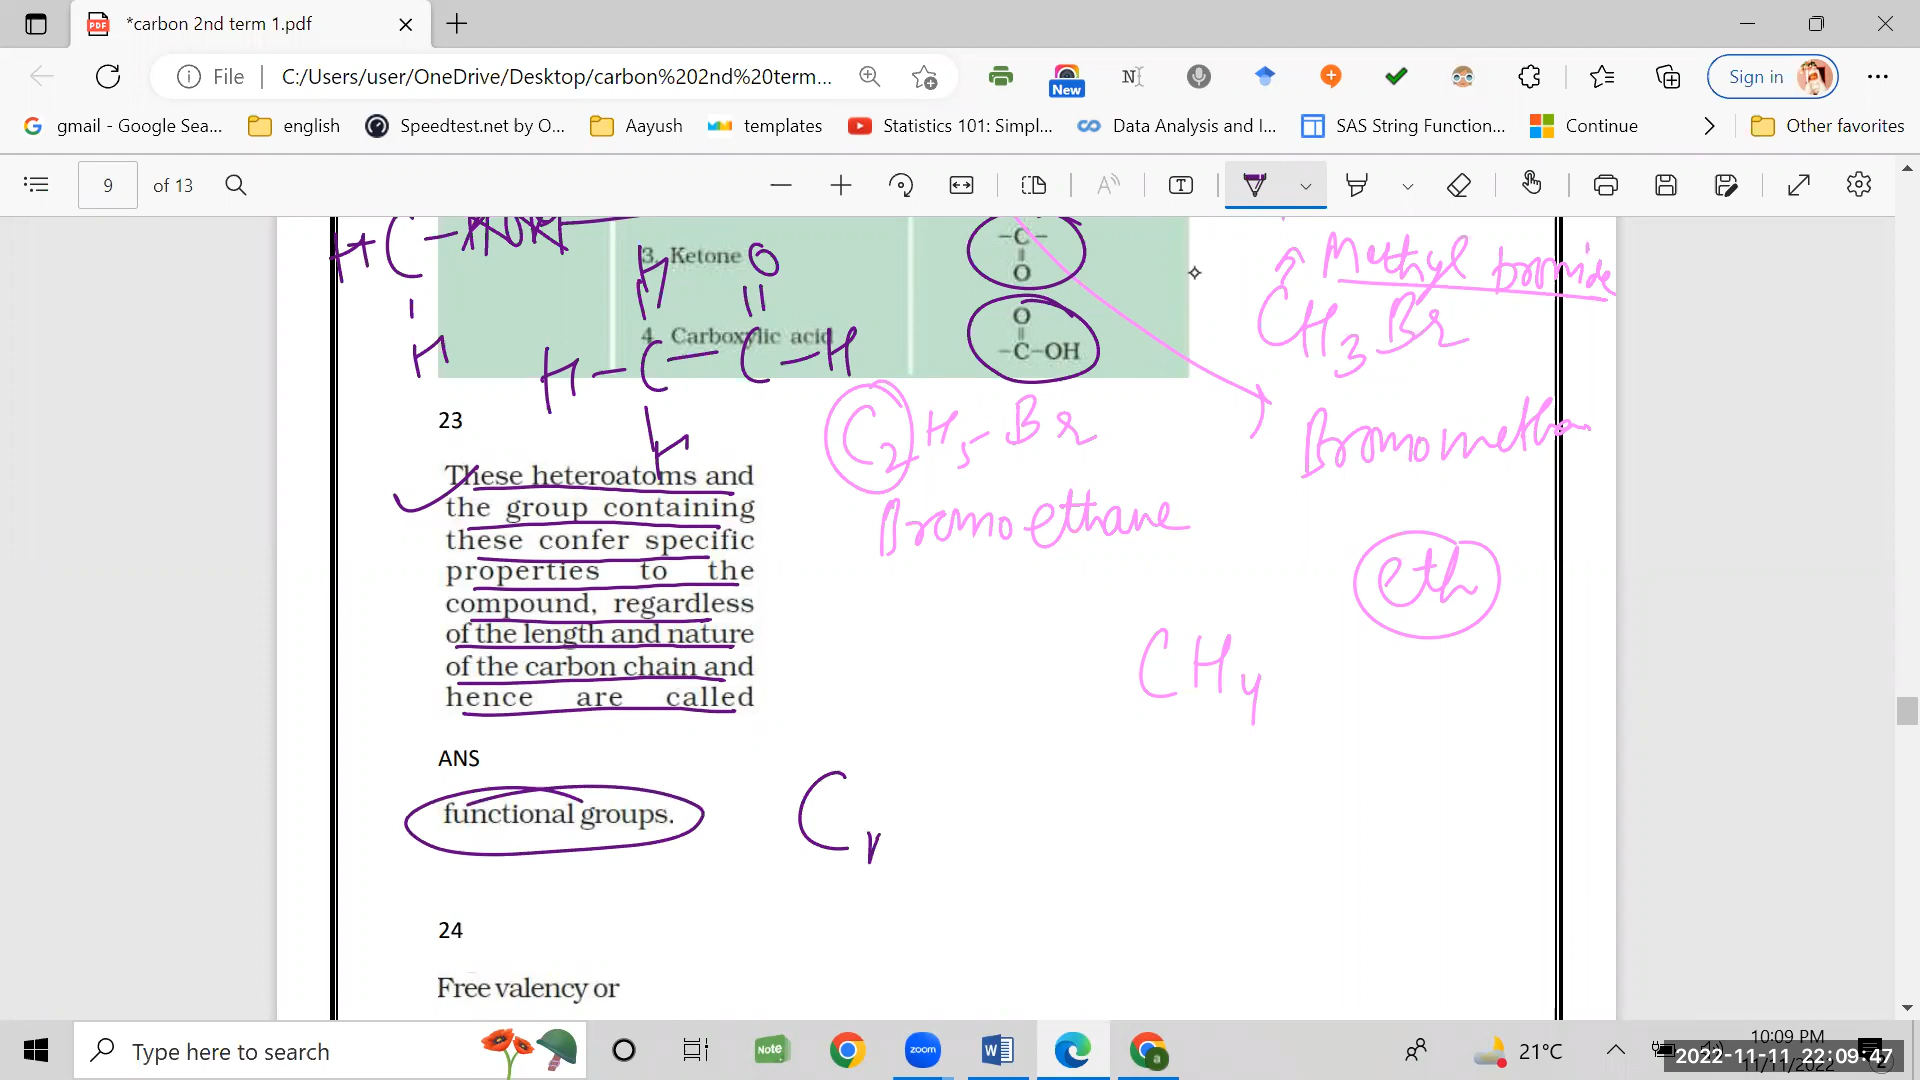 *carbon 2nd term 1.pdf
File
C:/Users/user/OneDrive/Desktop/carbon%202nd%20term...
New
Sign in
gmail - Google Sea...
english
Speedtest.net by O...
Aayush
templates
Statistics 101: Simpl...
Data Analysis and I...
SAS String Function...
Continue
Other favorites
9
of 13
3. Ketone
–C–
O
4. Carboxylic acid
O
–C–OH
H C –
H
H O
H – C – C – H
H
Methyl bromide
CH3Br
C2H5-Br
Bromoethane
Bromometha
eth
CH4
23
These heteroatoms and
the group containing
these confer specific
properties to the
compound, regardless
of the length and nature
of the carbon chain and
hence are called
ANS
functional groups.
C
24
Free valency or
Type here to search
Note
zoom
21°C
10:09 PM
2022-11-11 22:09:47